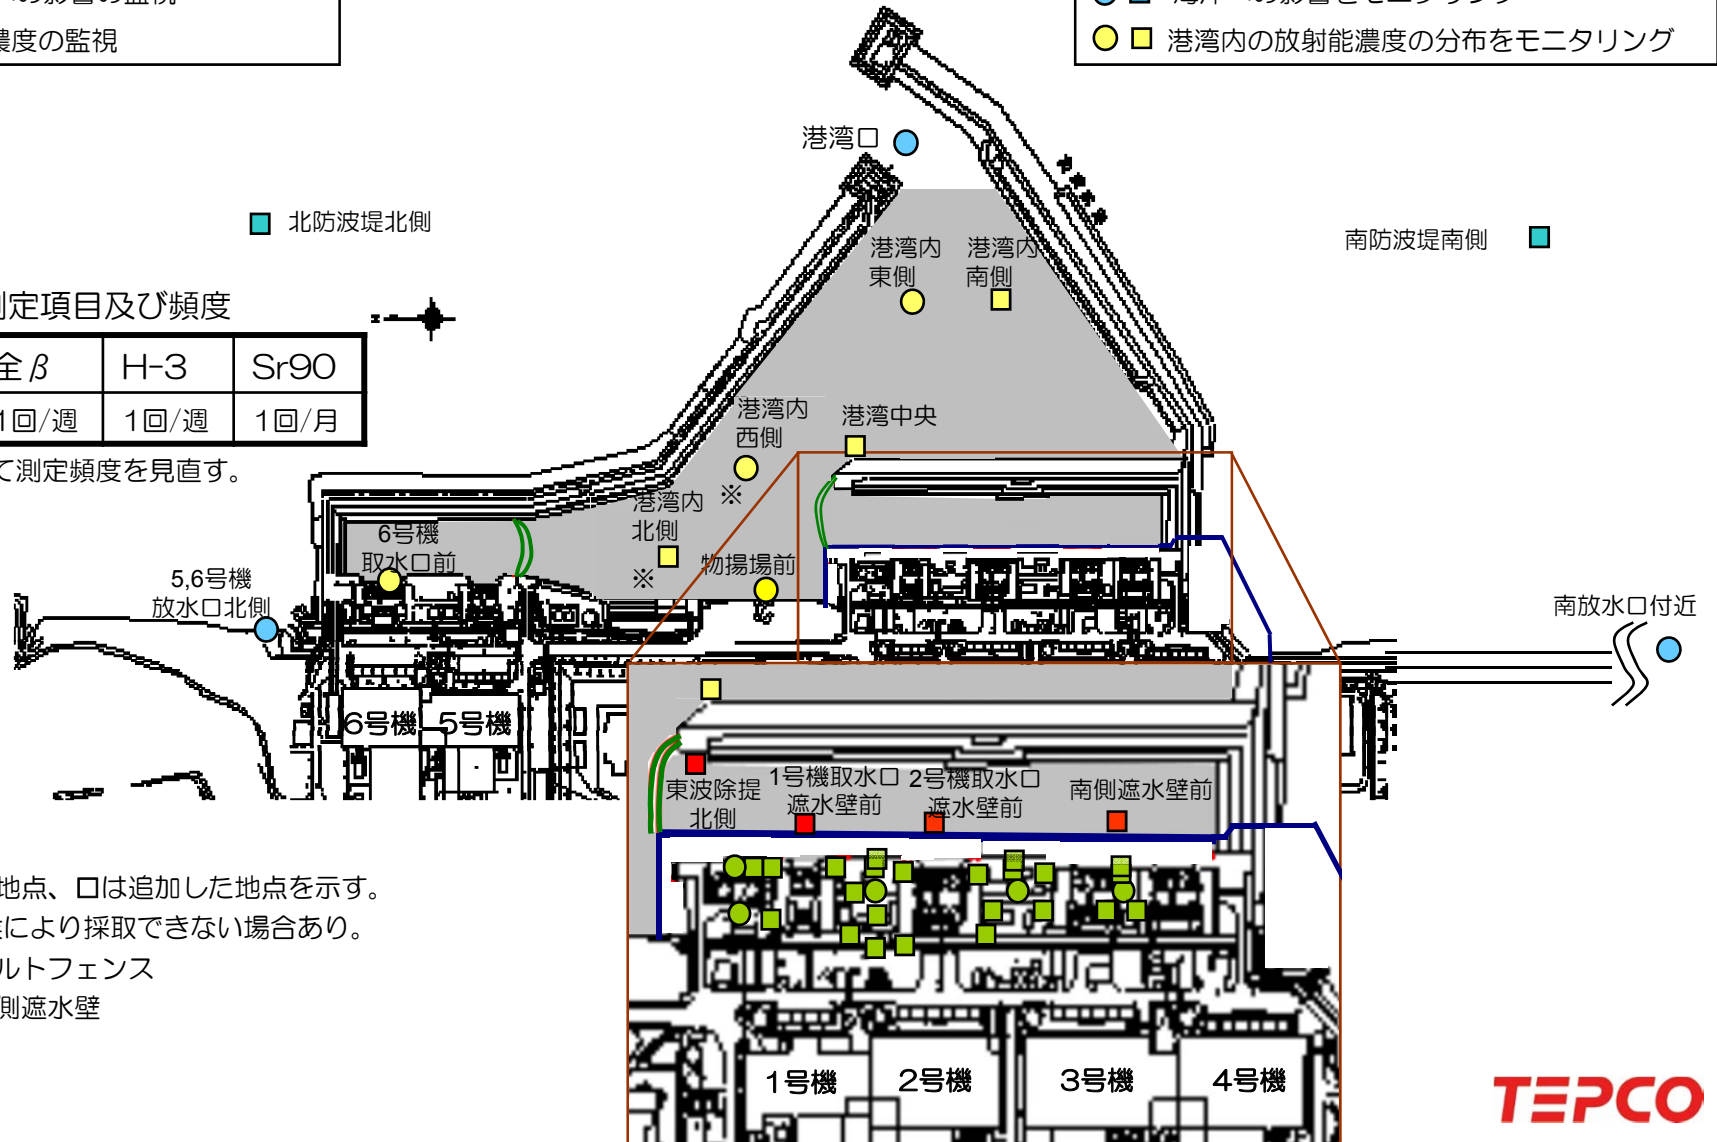 濃度の監視
港湾内の放射能濃度の分布をモニタリング
港湾口
北防波堤北側
南防波堤南側
港湾内
東側
港湾内
南側
測定項目及び頻度
全β H-3 Sr90
1回/週 1回/週 1回/月
て測定頻度を見直す。
港湾内
西側
※
港湾中央
港湾内
北側
※
6号機
取水口前
物揚場前
5,6号機
放水口北側
南放水口付近
6号機 5号機
東波除堤
北側
1号機取水口
遮水壁前
2号機取水口
遮水壁前
南側遮水壁前
地点、口は追加した地点を示す。
により採取できない場合あり。
ルトフェンス
側遮水壁
1号機 2号機 3号機 4号機
TEPCO